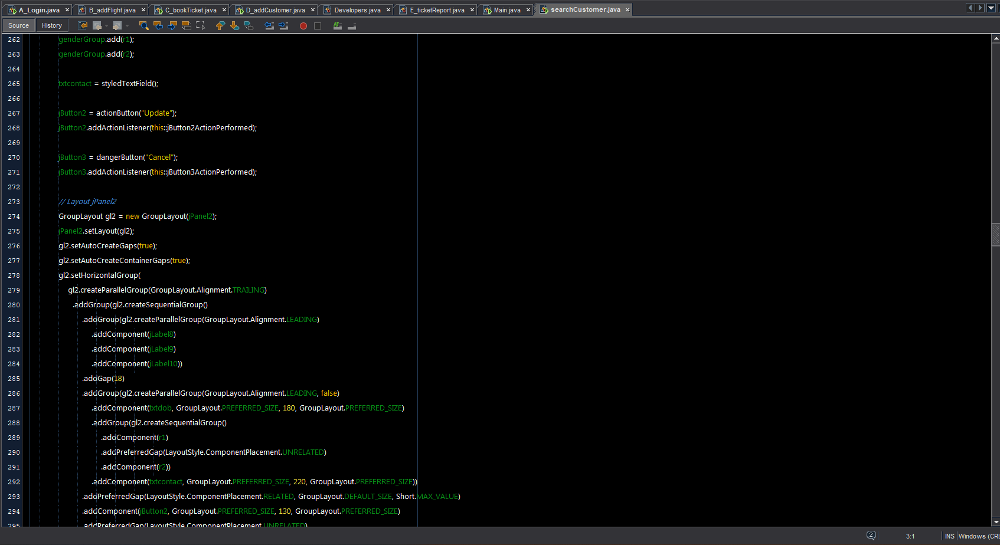 A_Login.java × B_addFlight.java × C_bookTicket.java × D_addCustomer.java × Developers.java × E_ticketReport.java × Main.java × searchCustomer.java ×
Source History
262 genderGroup.add(r1);
263 genderGroup.add(r2);
264
265 txtcontact = styledTextField();
266
267 jButton2 = actionButton("Update");
268 jButton2.addActionListener(this::jButton2ActionPerformed);
269
270 jButton3 = dangerButton("Cancel");
271 jButton3.addActionListener(this::jButton3ActionPerformed);
272
273 // Layout jPanel2
274 GroupLayout gl2 = new GroupLayout(jPanel2);
275 jPanel2.setLayout(gl2);
276 gl2.setAutoCreateGaps(true);
277 gl2.setAutoCreateContainerGaps(true);
278 gl2.setHorizontalGroup(
279 gl2.createParallelGroup(GroupLayout.Alignment.TRAILING)
280 .addGroup(gl2.createSequentialGroup()
281 .addGroup(gl2.createParallelGroup(GroupLayout.Alignment.LEADING)
282 .addComponent(jLabel8)
283 .addComponent(jLabel9)
284 .addComponent(jLabel10))
285 .addGap(18)
286 .addGroup(gl2.createParallelGroup(GroupLayout.Alignment.LEADING, false)
287 .addComponent(txtdob, GroupLayout.PREFERRED_SIZE, 180, GroupLayout.PREFERRED_SIZE)
288 .addGroup(gl2.createSequentialGroup()
289 .addComponent(r1)
290 .addPreferredGap(LayoutStyle.ComponentPlacement.UNRELATED)
291 .addComponent(r2))
292 .addComponent(txtcontact, GroupLayout.PREFERRED_SIZE, 220, GroupLayout.PREFERRED_SIZE))
293 .addPreferredGap(LayoutStyle.ComponentPlacement.RELATED, GroupLayout.DEFAULT_SIZE, Short.MAX_VALUE)
294 .addComponent(jButton2, GroupLayout.PREFERRED_SIZE, 130, GroupLayout.PREFERRED_SIZE)
295 .addPreferredGap(LayoutStyle.ComponentPlacement.UNRELATED)
2 3:1 INS Windows (CRL